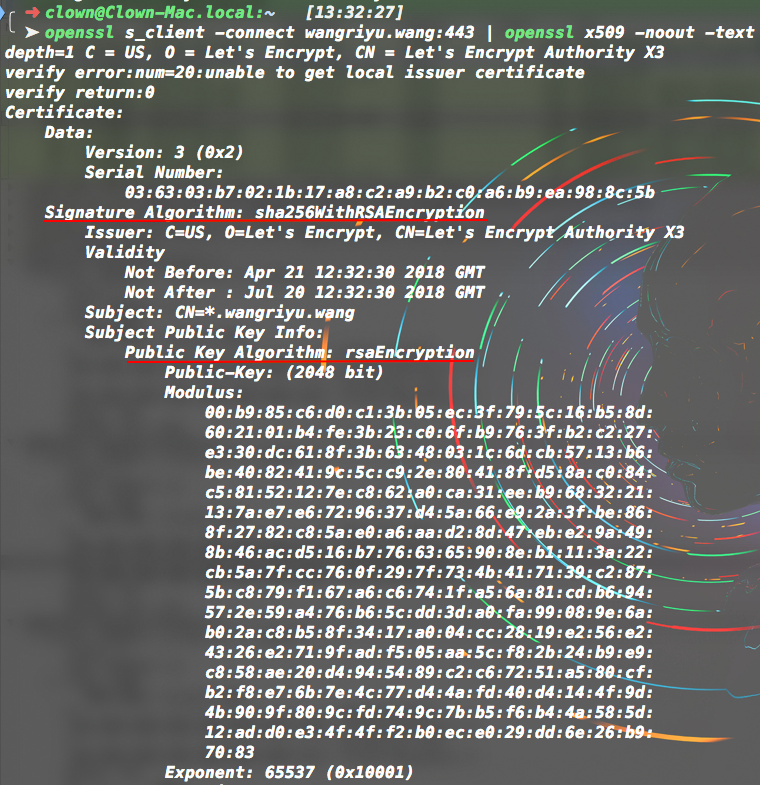 ➜ clown@Clown-Mac.local:~ [13:32:27]
➤ openssl s_client -connect wangriyu.wang:443 | openssl x509 -noout -text
depth=1 C = US, O = Let's Encrypt, CN = Let's Encrypt Authority X3
verify error:num=20:unable to get local issuer certificate
verify return:0
Certificate:
Data:
Version: 3 (0x2)
Serial Number:
03:63:03:b7:02:1b:17:a8:c2:a9:b2:c0:a6:b9:ea:98:8c:5b
Signature Algorithm: sha256WithRSAEncryption
Issuer: C=US, O=Let's Encrypt, CN=Let's Encrypt Authority X3
Validity
Not Before: Apr 21 12:32:30 2018 GMT
Not After : Jul 20 12:32:30 2018 GMT
Subject: CN=*.wangriyu.wang
Subject Public Key Info:
Public Key Algorithm: rsaEncryption
Public-Key: (2048 bit)
Modulus:
00:b9:85:c6:d0:c1:3b:05:ec:3f:79:5c:16:b5:8d:
60:21:01:b4:fe:3b:23:c0:6f:b9:76:3f:b2:c2:27:
e3:30:dc:61:8f:3b:63:48:03:1c:6d:cb:57:13:b6:
be:40:82:41:9c:5c:c9:2e:80:41:8f:d5:8a:c0:84:
c5:81:52:12:7e:c8:62:a0:ca:31:ee:b9:68:32:21:
13:7a:e7:e6:72:96:37:d4:5a:66:e9:2a:3f:be:86:
8f:27:82:c8:5a:e0:a6:aa:d2:8d:47:eb:e2:9a:49:
8b:46:ac:d5:16:b7:76:63:65:90:8e:b1:11:3a:22:
cb:5a:7f:cc:76:0f:29:7f:73:4b:41:71:39:c2:87:
5b:c8:79:f1:67:a6:c6:74:1f:a5:6a:81:cd:b6:94:
57:2e:59:a4:76:b6:5c:dd:3d:a0:fa:99:08:9e:6a:
b0:2a:c8:b5:8f:34:17:a0:04:cc:28:19:e2:56:e2:
43:26:e2:71:9f:ad:f5:05:aa:5c:f8:2b:24:b9:e9:
c8:58:ae:20:d4:94:54:89:c2:c6:72:51:a5:80:cf:
b2:f8:e7:6b:7e:4c:77:d4:4a:fd:40:d4:14:4f:9d:
4b:90:9f:80:9c:fd:74:9c:7b:b5:f6:b4:4a:58:5d:
12:ad:d0:e3:4f:4f:f2:b0:ec:e0:29:dd:6e:26:b9:
70:83
Exponent: 65537 (0x10001)